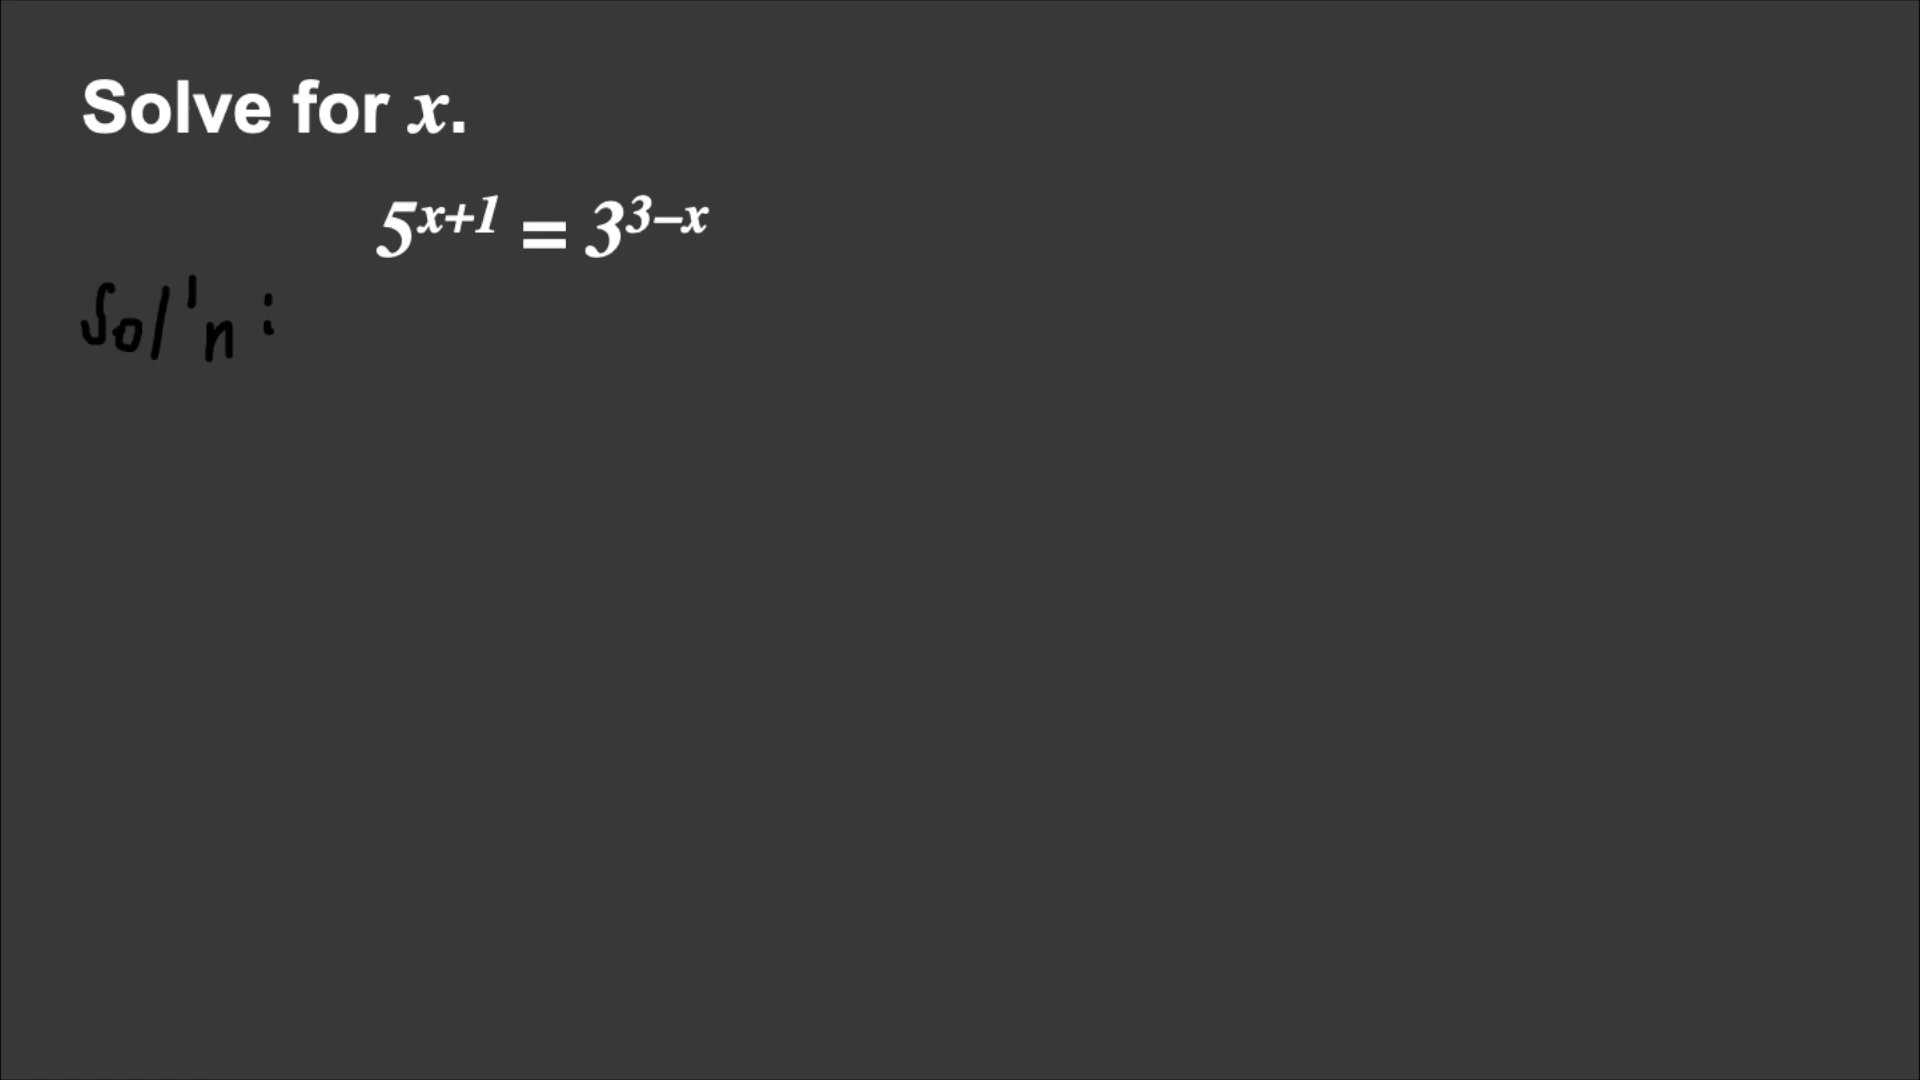 Solve for x.
5^{x+1} = 3^{3–x}
Sol'n :